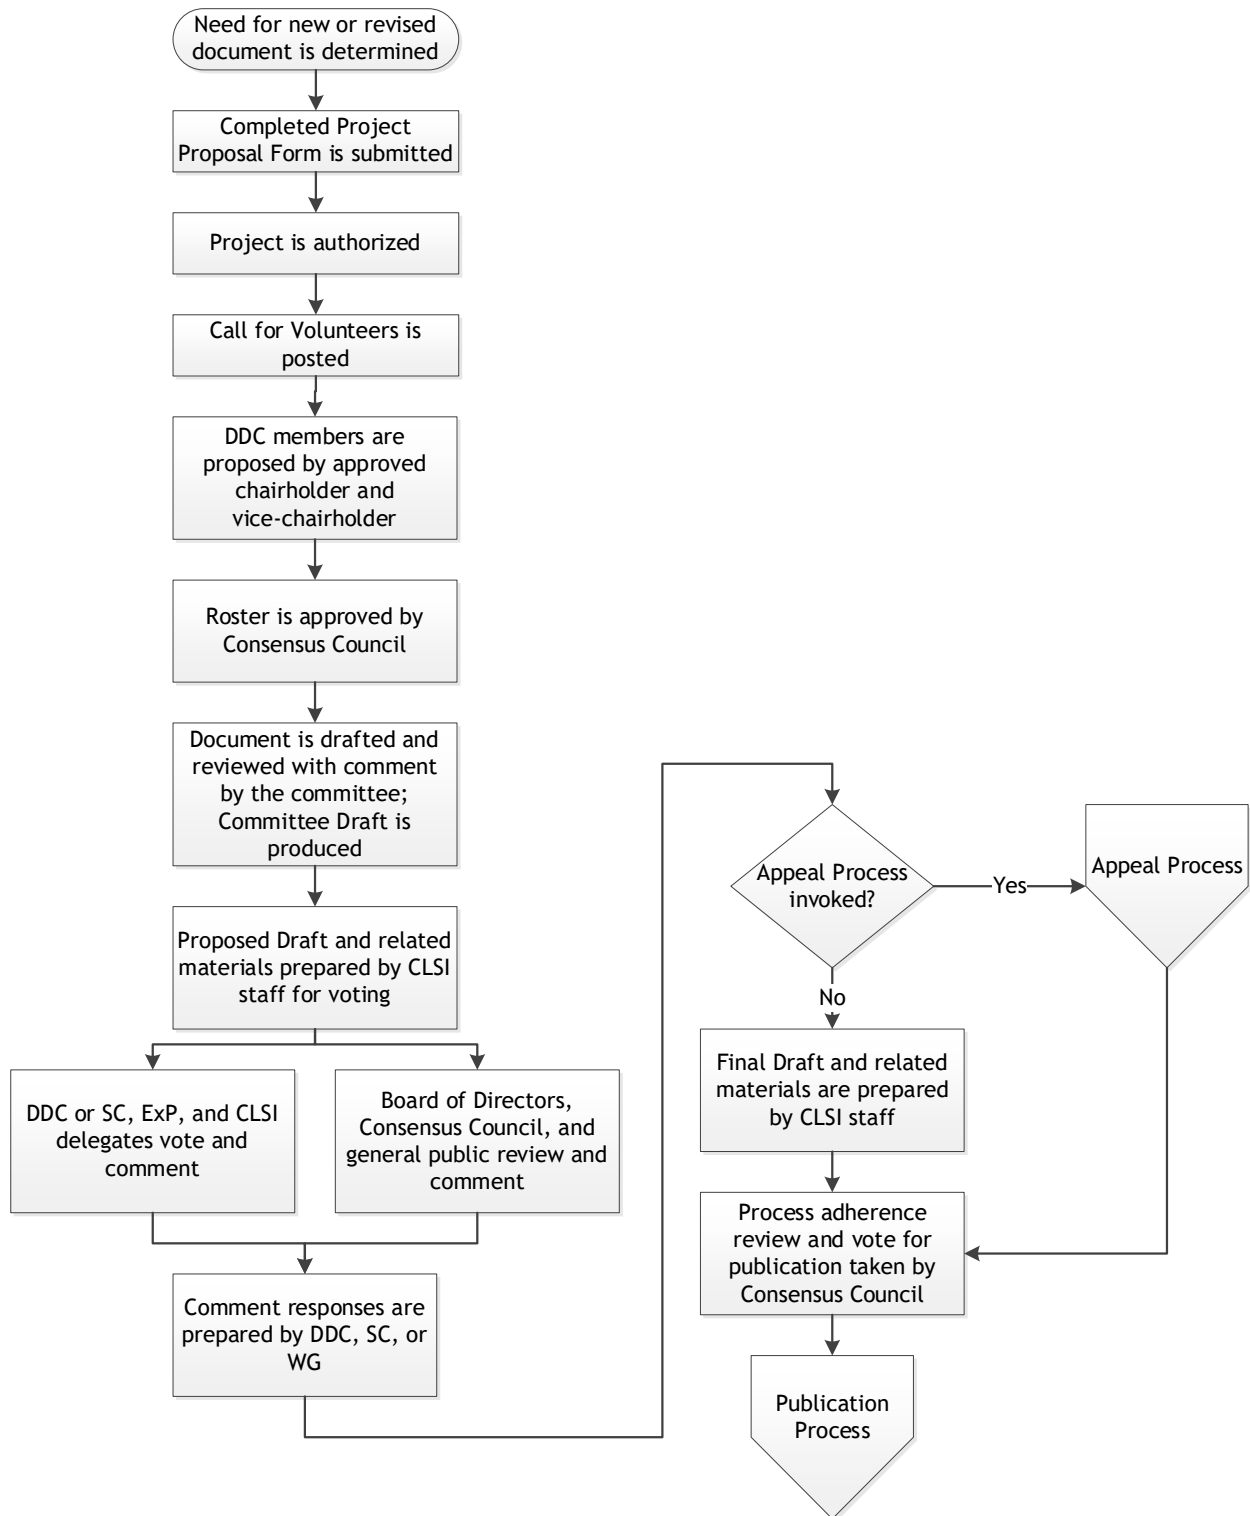 Need for new or revised
document is determined
Completed Project
Proposal Form is submitted
Project is authorized
Call for Volunteers is
posted
DDC members are
proposed by approved
chairholder and
vice-chairholder
Roster is approved by
Consensus Council
Document is drafted and
reviewed with comment
by the committee;
Committee Draft is
produced
Proposed Draft and related
materials prepared by CLSI
staff for voting
DDC or SC, ExP, and CLSI
delegates vote and
comment
Board of Directors,
Consensus Council, and
general public review and
comment
Comment responses are
prepared by DDC, SC, or
WG
Appeal Process
invoked?
Yes
Appeal Process
No
Final Draft and related
materials are prepared
by CLSI staff
Process adherence
review and vote for
publication taken by
Consensus Council
Publication
Process